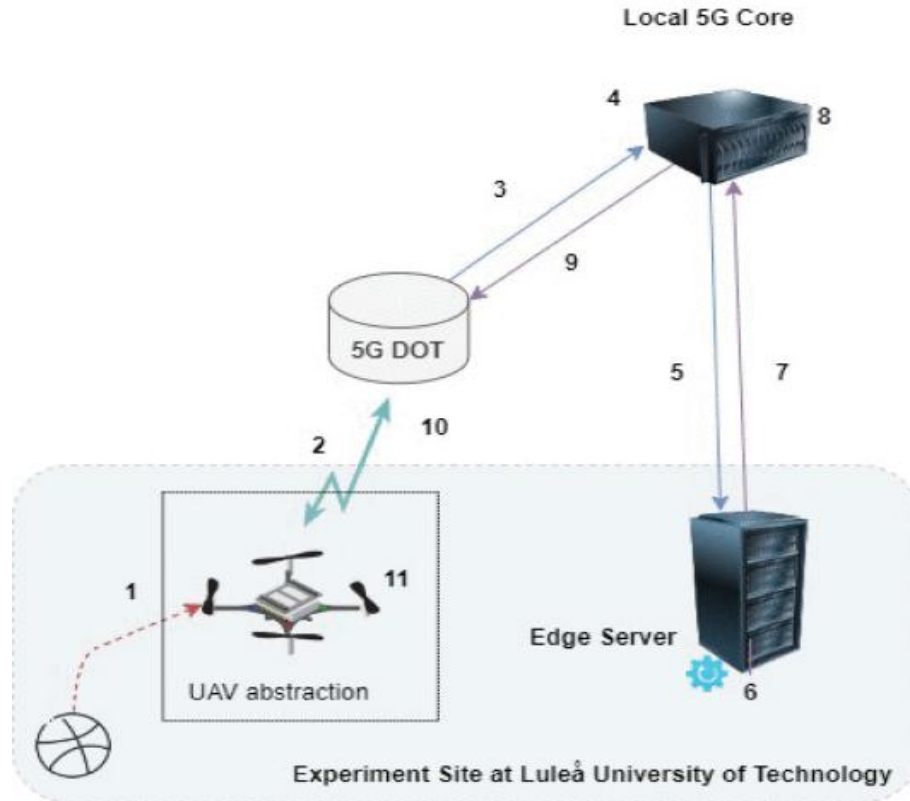 Local 5G Core
4
8
3
9
5G DOT
5
7
2
10
1
11
Edge Server
UAV abstraction
6
Experiment Site at Luleå University of Technology